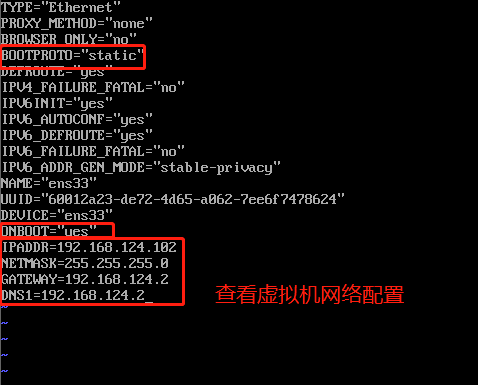 TYPE="Ethernet"
PROXY_METHOD="none"
BROWSER_ONLY="no"
BOOTPROTO="static"
DEFROUTE="yes"
IPV4_FAILURE_FATAL="no"
IPV6INIT="yes"
IPV6_AUTOCONF="yes"
IPV6_DEFROUTE="yes"
IPV6_FAILURE_FATAL="no"
IPV6_ADDR_GEN_MODE="stable-privacy"
NAME="ens33"
UUID="60012a23-de72-4d65-a062-7ee6f7478624"
DEVICE="ens33"
ONBOOT="yes"
IPADDR=192.168.124.102
NETMASK=255.255.255.0
GATEWAY=192.168.124.2
DNS1=192.168.124.2_
查看虚拟机网络配置
~
~
~
~
~